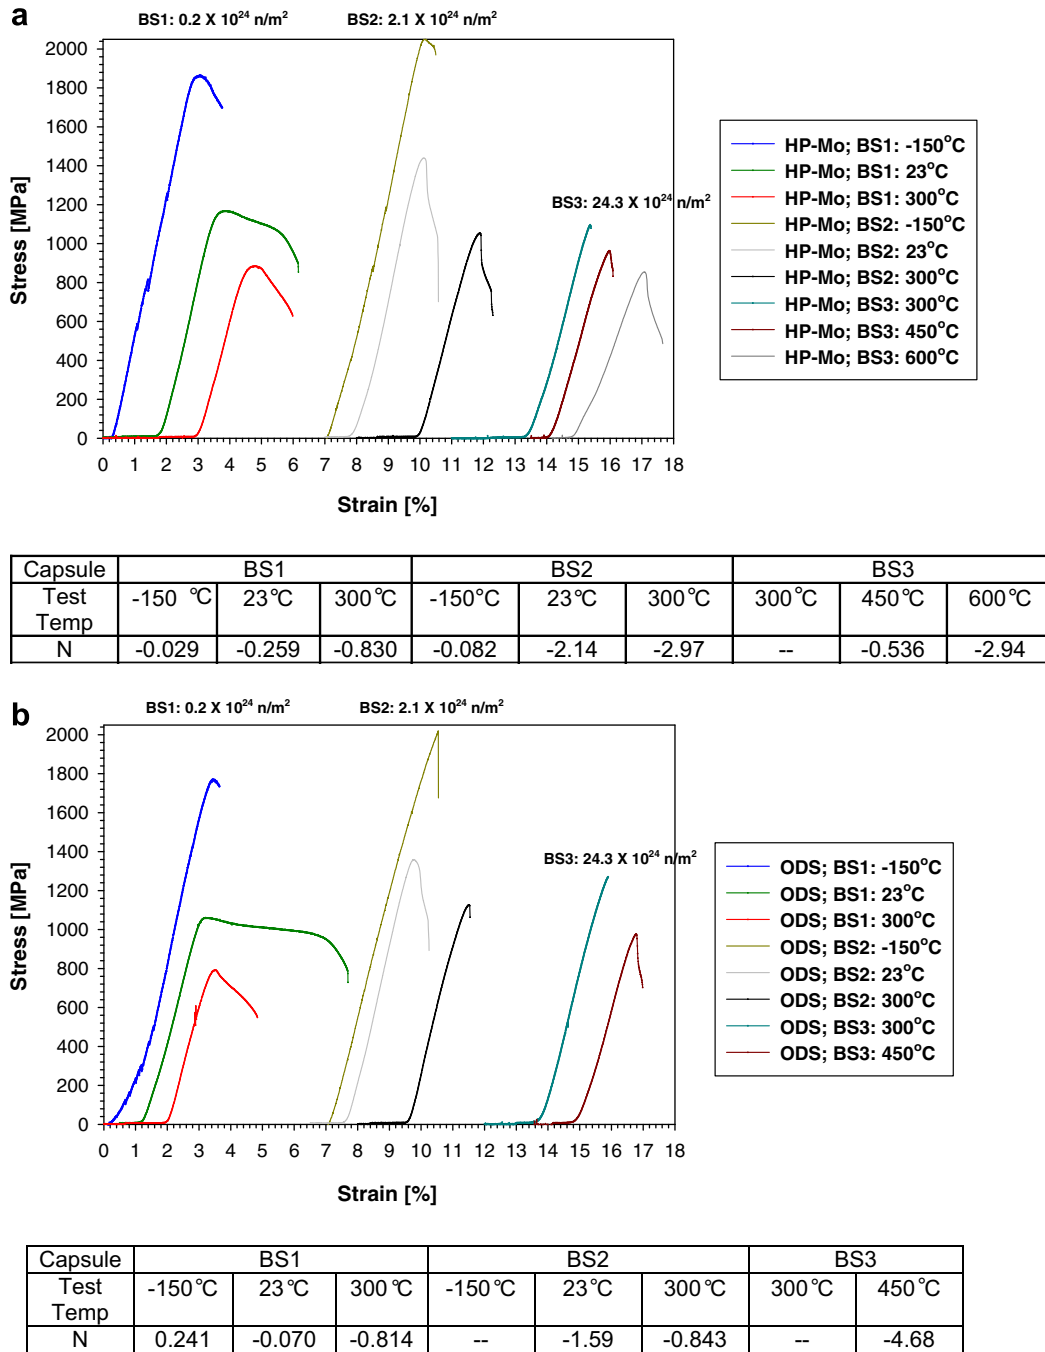 a
BS1: 0.2 X 10²⁴ n/m²
BS2: 2.1 X 10²⁴ n/m²
BS3: 24.3 X 10²⁴ n/m²
Stress [MPa]
2000
1800
1600
1400
1200
1000
800
600
400
200
0
0 1 2 3 4 5 6 7 8 9 10 11 12 13 14 15 16 17 18
Strain [%]
HP-Mo; BS1: -150°C
HP-Mo; BS1: 23°C
HP-Mo; BS1: 300°C
HP-Mo; BS2: -150°C
HP-Mo; BS2: 23°C
HP-Mo; BS2: 300°C
HP-Mo; BS3: 300°C
HP-Mo; BS3: 450°C
HP-Mo; BS3: 600°C
Capsule BS1 BS2 BS3
Test Temp -150 °C 23°C 300°C -150°C 23°C 300°C 300°C 450°C 600°C
N -0.029 -0.259 -0.830 -0.082 -2.14 -2.97 -- -0.536 -2.94
b
BS1: 0.2 X 10²⁴ n/m²
BS2: 2.1 X 10²⁴ n/m²
BS3: 24.3 X 10²⁴ n/m²
Stress [MPa]
2000
1800
1600
1400
1200
1000
800
600
400
200
0
0 1 2 3 4 5 6 7 8 9 10 11 12 13 14 15 16 17 18
Strain [%]
ODS; BS1: -150°C
ODS; BS1: 23°C
ODS; BS1: 300°C
ODS; BS2: -150°C
ODS; BS2: 23°C
ODS; BS2: 300°C
ODS; BS3: 300°C
ODS; BS3: 450°C
Capsule BS1 BS2 BS3
Test Temp -150°C 23°C 300°C -150°C 23°C 300°C 300°C 450°C
N 0.241 -0.070 -0.814 -- -1.59 -0.843 -- -4.68